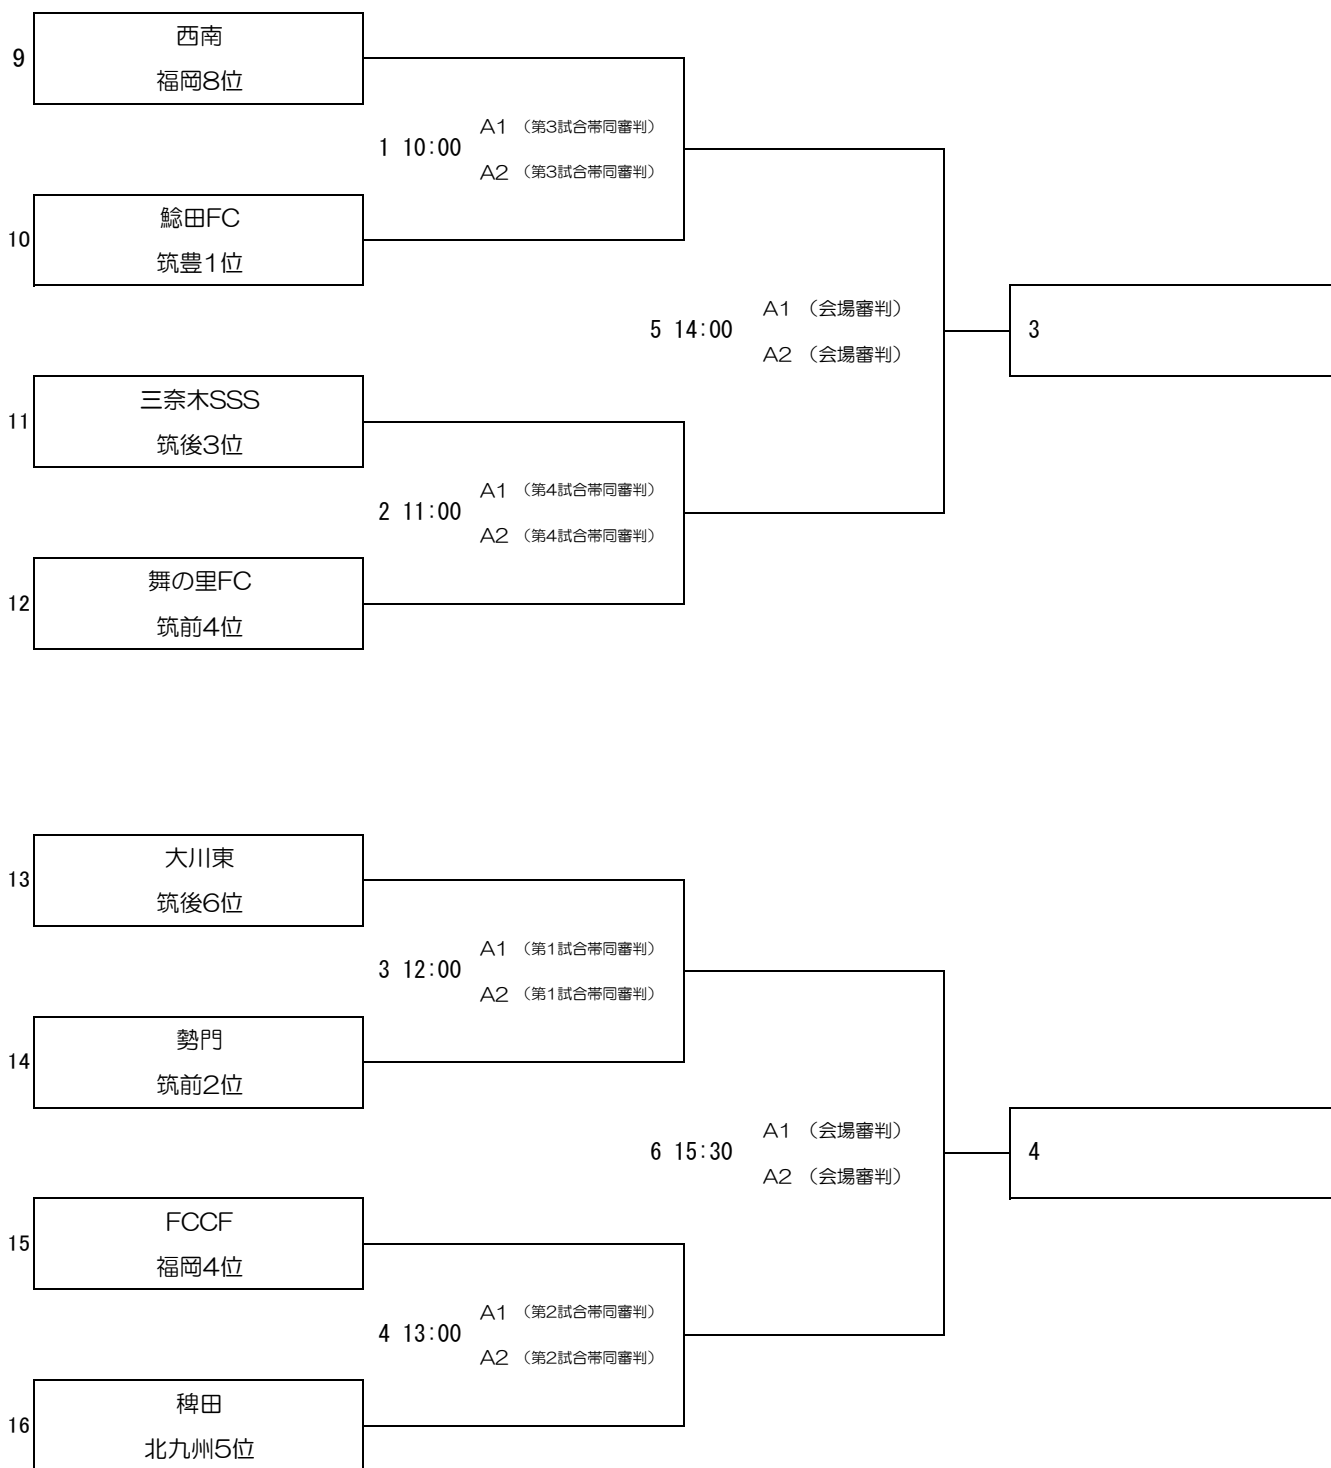 西南
9
福岡8位
A1 （第3試合帯同審判）
1 10:00
A2 （第3試合帯同審判）
鯰田FC
10
筑豊1位
A1 （会場審判）
5 14:00
3
A2 （会場審判）
三奈木SSS
11
筑後3位
A1 （第4試合帯同審判）
2 11:00
A2 （第4試合帯同審判）
舞の里FC
12
筑前4位
大川東
13
筑後6位
A1 （第1試合帯同審判）
3 12:00
A2 （第1試合帯同審判）
勢門
14
筑前2位
A1 （会場審判）
6 15:30
4
A2 （会場審判）
FCCF
15
福岡4位
A1 （第2試合帯同審判）
4 13:00
A2 （第2試合帯同審判）
稗田
16
北九州5位